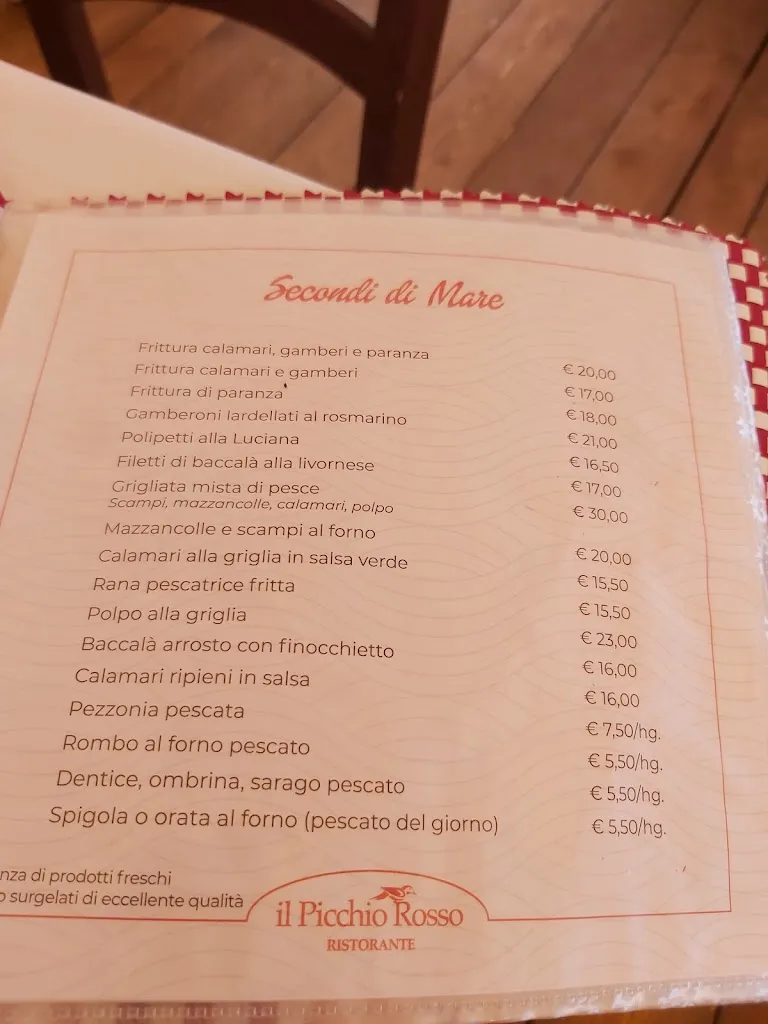 Secondi di Mare
Frittura calamari, gamberi e paranza € 20,00
Frittura calamari e gamberi € 17,00
Frittura di paranza € 18,00
Gamberoni lardellati al rosmarino € 21,00
Polipetti alla Luciana € 16,50
Filetti di baccalà alla livornese € 17,00
Grigliata mista di pesce € 30,00
Scampi, mazzancolle, calamari, polpo
Mazzancolle e scampi al forno € 20,00
Calamari alla griglia in salsa verde € 15,50
Rana pescatrice fritta € 15,50
Polpo alla griglia € 23,00
Baccalà arrosto con finocchietto € 16,00
Calamari ripieni in salsa € 16,00
Pezzonia pescata € 7,50/hg.
Rombo al forno pescato € 5,50/hg.
Dentice, ombrina, sarago pescato € 5,50/hg.
Spigola o orata al forno (pescato del giorno) € 5,50/hg.
nza di prodotti freschi
o surgelati di eccellente qualità
il Picchio Rosso
RISTORANTE